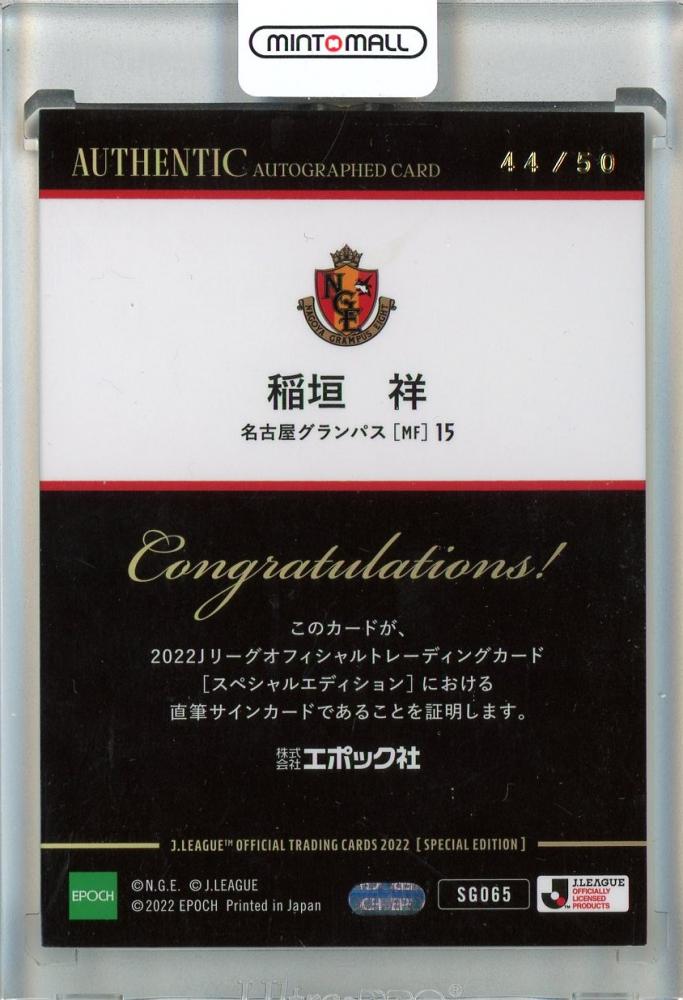 MINTMALL
AUTHENTIC AUTOGRAPHED CARD
44/50
NGE
NAGOYA GRAMPUS EIGHT
稲垣 祥
名古屋グランパス [MF] 15
Congratulations!
このカードが、
2022Jリーグオフィシャルトレーディングカード
[スペシャルエディション]における
直筆サインカードであることを証明します。
株式会社エポック社
J.LEAGUE™ OFFICIAL TRADING CARDS 2022 [SPECIAL EDITION]
EPOCH
©N.G.E. ©J.LEAGUE
©2022 EPOCH Printed in Japan
SG065
J.LEAGUE
OFFICIALLY
LICENSED
PRODUCTS